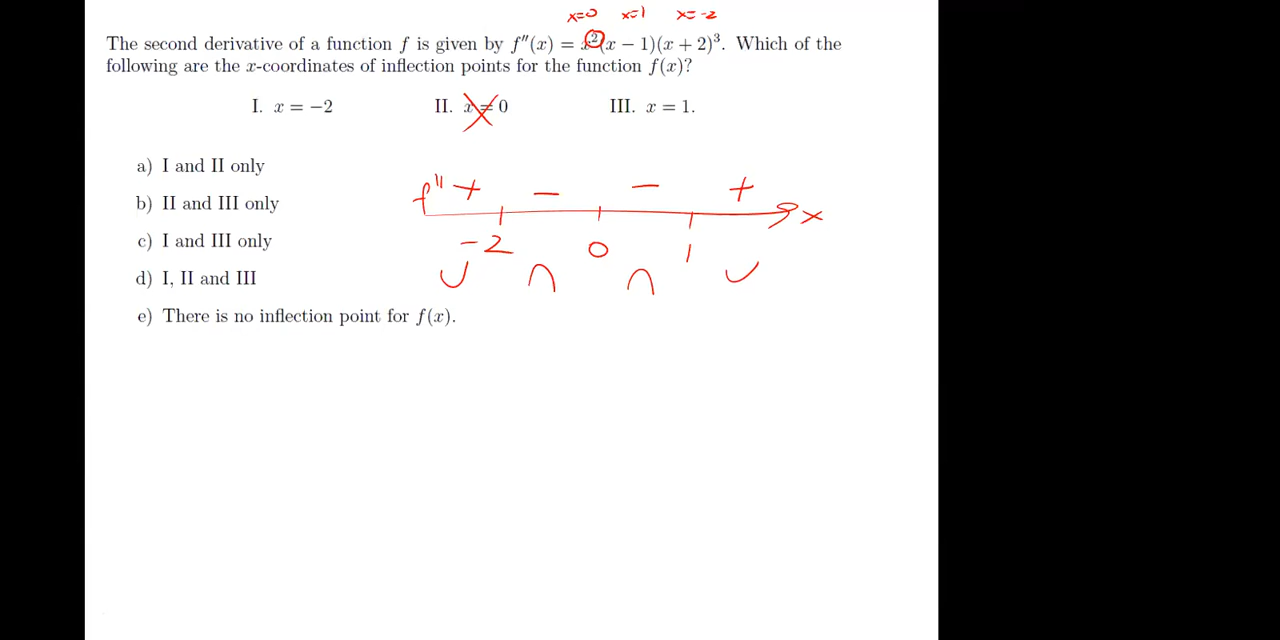 x=0 x=1 x=-2
The second derivative of a function f is given by f″(x) = x²(x − 1)(x + 2)³. Which of the
following are the x-coordinates of inflection points for the function f(x)?
I. x = −2 II. x = 0 III. x = 1.
a) I and II only
f" + − − +
b) II and III only
x
c) I and III only
−2 0 1
d) I, II and III
e) There is no inflection point for f(x).